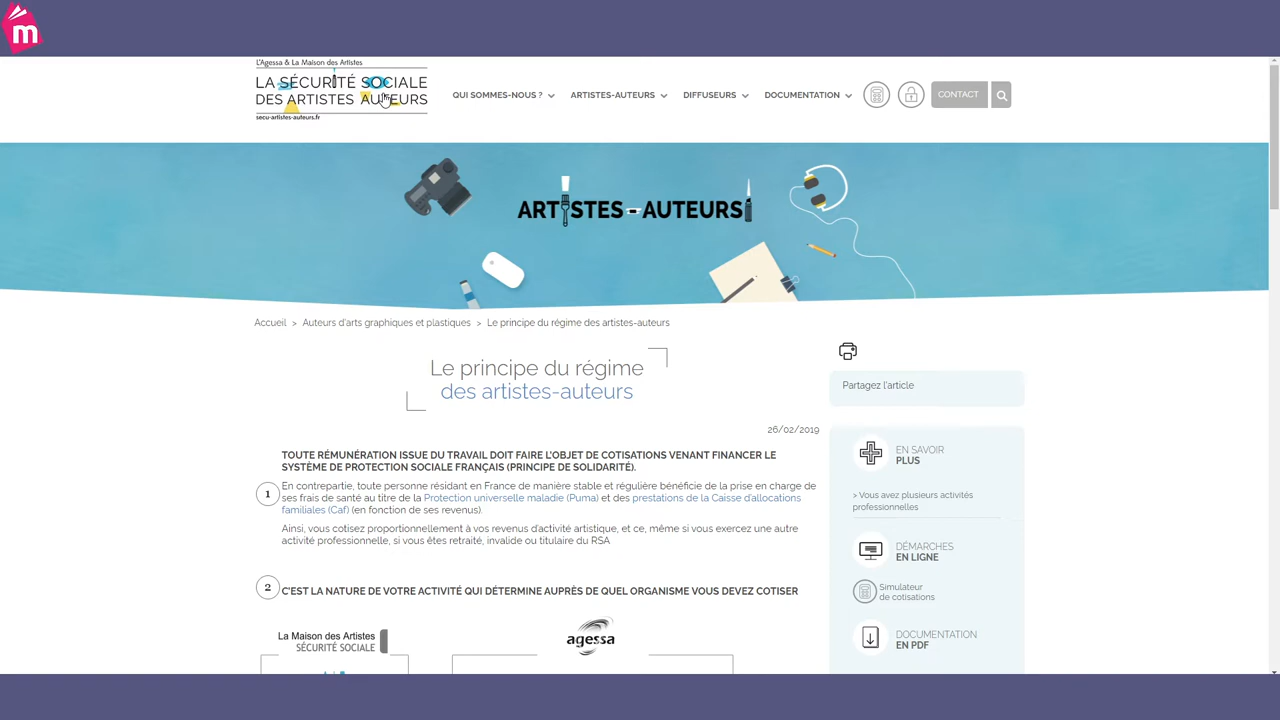 m
L'Agessa & La Maison des Artistes
LA SÉCURITÉ SOCIALE
DES ARTISTES AUTEURS
secu-artistes-auteurs.fr
QUI SOMMES-NOUS ?
ARTISTES-AUTEURS
DIFFUSEURS
DOCUMENTATION
CONTACT
ARTISTES-AUTEURS
Accueil > Auteurs d'arts graphiques et plastiques > Le principe du régime des artistes-auteurs
Le principe du régime
des artistes-auteurs
26/02/2019
TOUTE RÉMUNÉRATION ISSUE DU TRAVAIL DOIT FAIRE L'OBJET DE COTISATIONS VENANT FINANCER LE
SYSTÈME DE PROTECTION SOCIALE FRANÇAIS (PRINCIPE DE SOLIDARITÉ).
1
En contrepartie, toute personne résidant en France de manière stable et régulière bénéficie de la prise en charge de
ses frais de santé au titre de la Protection universelle maladie (Puma) et des prestations de la Caisse d'allocations
familiales (Caf) (en fonction de ses revenus).
Ainsi, vous cotisez proportionnellement à vos revenus d'activité artistique, et ce, même si vous exercez une autre
activité professionnelle, si vous êtes retraité, invalide ou titulaire du RSA
2
C'EST LA NATURE DE VOTRE ACTIVITÉ QUI DÉTERMINE AUPRÈS DE QUEL ORGANISME VOUS DEVEZ COTISER
La Maison des Artistes
SÉCURITÉ SOCIALE
agessa
Partagez l'article
EN SAVOIR
PLUS
> Vous avez plusieurs activités
professionnelles
DÉMARCHES
EN LIGNE
Simulateur
de cotisations
DOCUMENTATION
EN PDF